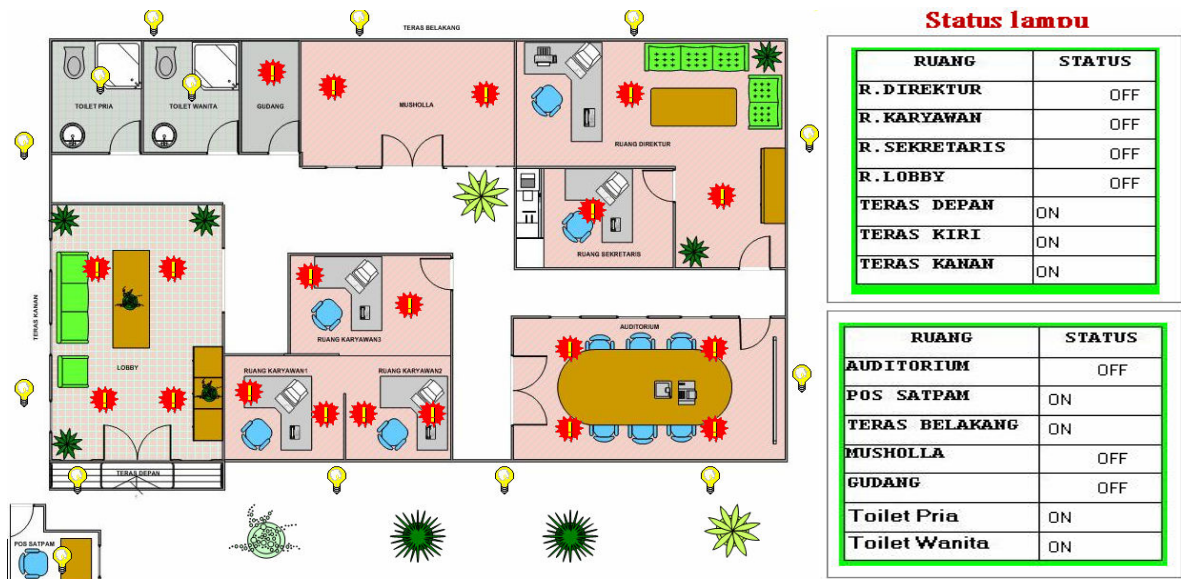 TERAS BELAKANG
TOILET PRIA
TOILET WANITA
GUDANG
MUSHOLLA
RUANG DIREKTUR
RUANG SEKRETARIS
TERAS KANAN
LOBBY
RUANG KARYAWAN3
RUANG KARYAWAN1
RUANG KARYAWAN2
AUDITORIUM
TERAS DEPAN
POS SATPAM
Status lampu
RUANG STATUS
R.DIREKTUR OFF
R.KARYAWAN OFF
R.SEKRETARIS OFF
R.LOBBY OFF
TERAS DEPAN ON
TERAS KIRI ON
TERAS KANAN ON
RUANG STATUS
AUDITORIUM OFF
POS SATPAM ON
TERAS BELAKANG ON
MUSHOLLA OFF
GUDANG OFF
Toilet Pria ON
Toilet Wanita ON